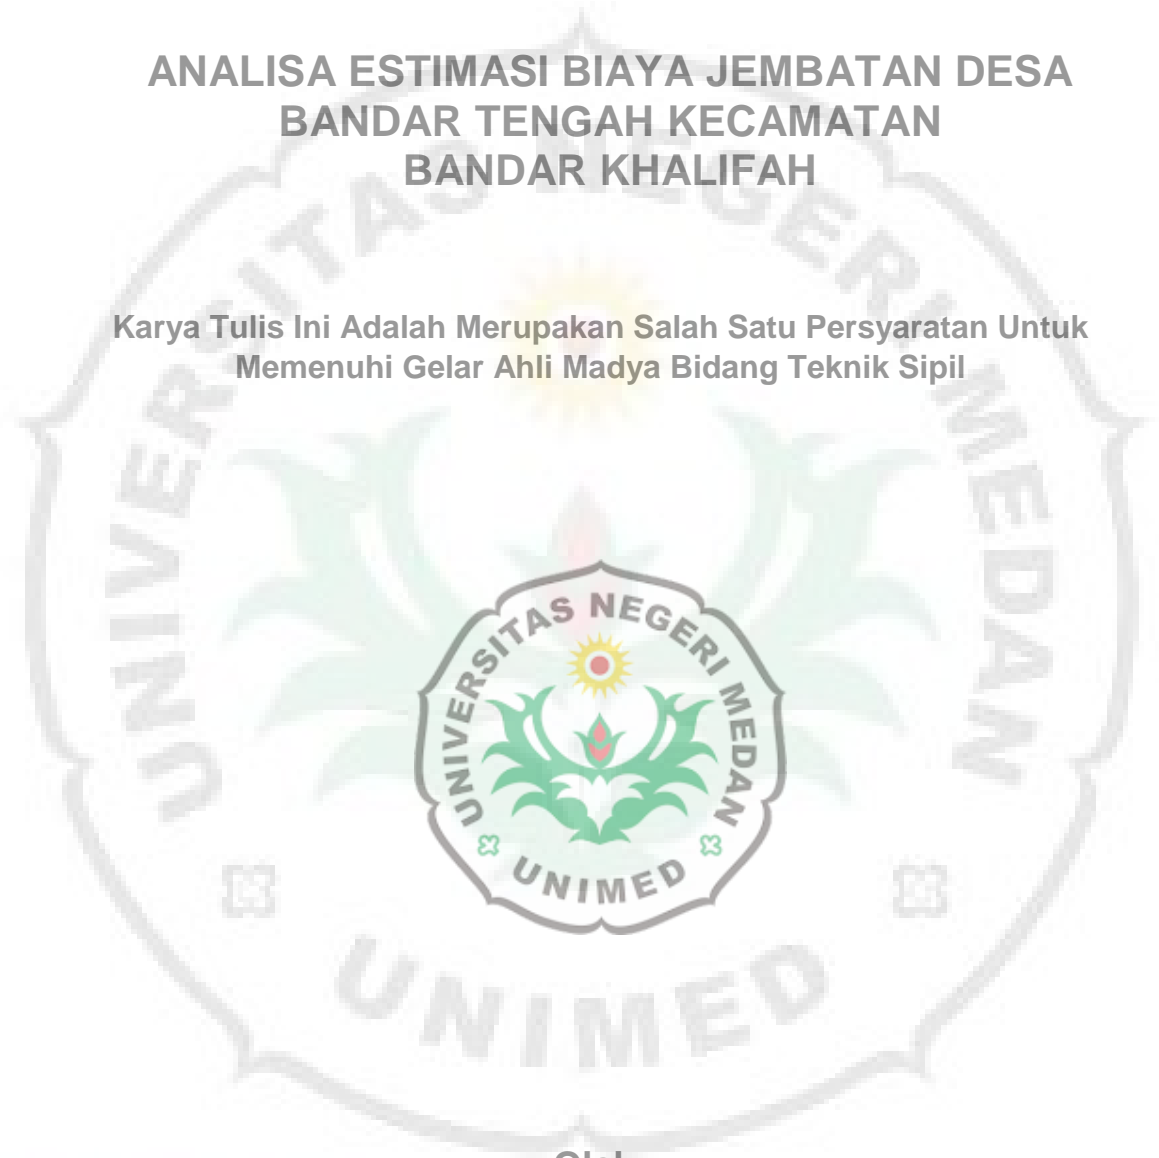 ANALISA ESTIMASI BIAYA JEMBATAN DESA
BANDAR TENGAH KECAMATAN
BANDAR KHALIFAH
Karya Tulis Ini Adalah Merupakan Salah Satu Persyaratan Untuk
Memenuhi Gelar Ahli Madya Bidang Teknik Sipil
UNIVERSITAS NEGERI MEDAN
UNIMED
UNIVERSITAS NEGERI MEDAN
UNIMED